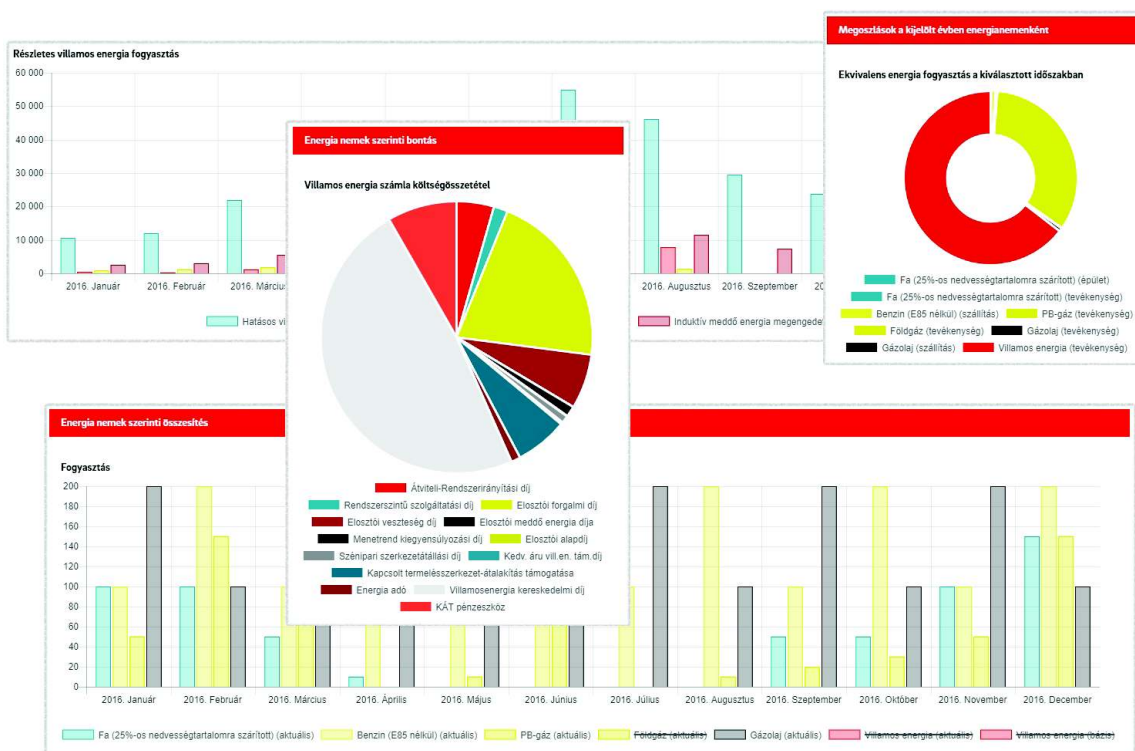 Részletes villamos energia fogyasztás
60 000
50 000
40 000
30 000
20 000
10 000
0
2016. Január
2016. Február
2016. Március
2016. Augusztus
2016. Szeptember
Induktív meddő energia
Megoszlások a kijelölt évben energianemenként
Ekvivalens energia fogyasztás a kiválasztott időszakban
Fa (25%-os nedvességtartalomra szárított) (épület)
Fa (25%-os nedvességtartalomra szárított) (tevékenység)
Benzin (E85 nélkül) (szállítás) PB-gáz (tevékenység)
Földgáz (tevékenység) Gázolaj (tevékenység)
Gázolaj (szállítás) Villamos energia (tevékenység)
Energia nemek szerinti bontás
Villamos energia számla költségösszetétel
Átviteli-Rendszerirányítási díj
Rendszerszintű szolgáltatási díj Elosztói forgalmi díj
Elosztói veszteség díj Elosztói meddő energia díja
Menetrend kiegyensúlyozási díj Elosztói alapdíj
Szénipari szerkezetátállási díj Kedv. áru vill.en. tám.díj
Kapcsolt termelésszerkezet-átalakítás támogatása
Energia adó Villamosenergia kereskedelmi díj
KÁT pénzeszköz
Energia nemek szerinti összesítés
Fogyasztás
200
180
160
140
120
100
80
60
40
20
0
2016. Január
2016. Február
2016. Március
2016. Április
2016. Május
2016. Június
2016. Július
2016. Augusztus
2016. Szeptember
2016. Október
2016. November
2016. December
Fa (25%-os nedvességtartalomra szárított) (aktuális) Benzin (E85 nélkül) (aktuális) PB-gáz (aktuális) Földgáz (aktuális) Gázolaj (aktuális) Villamos energia (aktuális) Villamos energia (bázis)